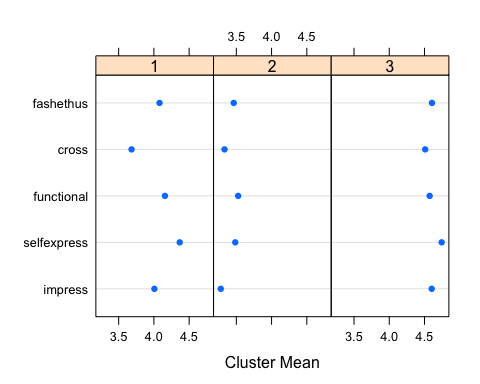 3.5 4.0 4.5
1 2 3
fashethus
cross
functional
selfexpress
impress
3.5 4.0 4.5 3.5 4.0 4.5
Cluster Mean